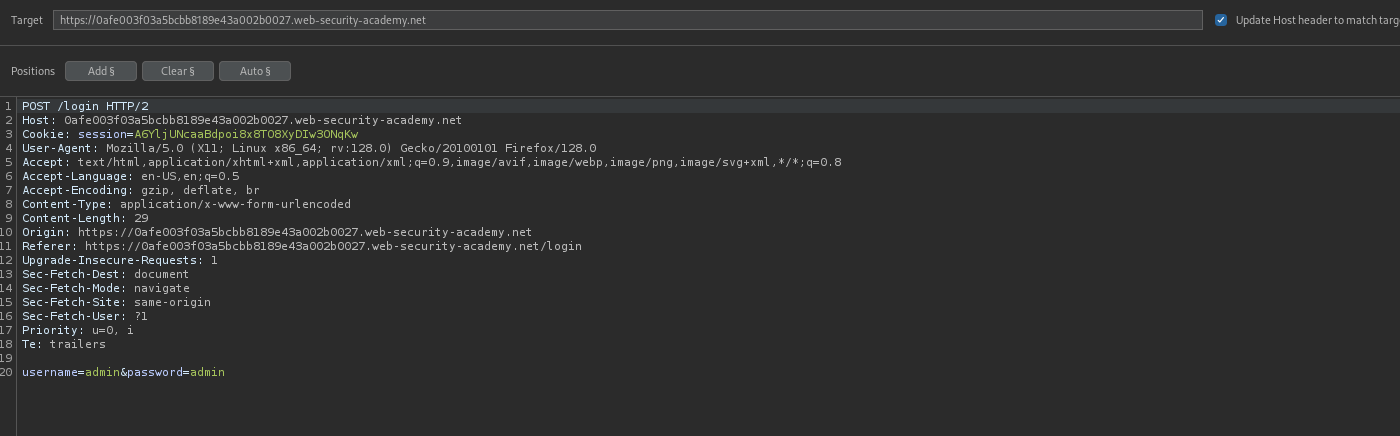 Target https://0afe003f03a5bcbb8189e43a002b0027.web-security-academy.net Update Host header to match targ
Positions Add § Clear § Auto §
1 POST /login HTTP/2
2 Host: 0afe003f03a5bcbb8189e43a002b0027.web-security-academy.net
3 Cookie: session=A6YljUNcaaBdpoi8x8TO8XyDIw3ONqKw
4 User-Agent: Mozilla/5.0 (X11; Linux x86_64; rv:128.0) Gecko/20100101 Firefox/128.0
5 Accept: text/html,application/xhtml+xml,application/xml;q=0.9,image/avif,image/webp,image/png,image/svg+xml,*/*;q=0.8
6 Accept-Language: en-US,en;q=0.5
7 Accept-Encoding: gzip, deflate, br
8 Content-Type: application/x-www-form-urlencoded
9 Content-Length: 29
10 Origin: https://0afe003f03a5bcbb8189e43a002b0027.web-security-academy.net
11 Referer: https://0afe003f03a5bcbb8189e43a002b0027.web-security-academy.net/login
12 Upgrade-Insecure-Requests: 1
13 Sec-Fetch-Dest: document
14 Sec-Fetch-Mode: navigate
15 Sec-Fetch-Site: same-origin
16 Sec-Fetch-User: ?1
17 Priority: u=0, i
18 Te: trailers
19
20 username=admin&password=admin